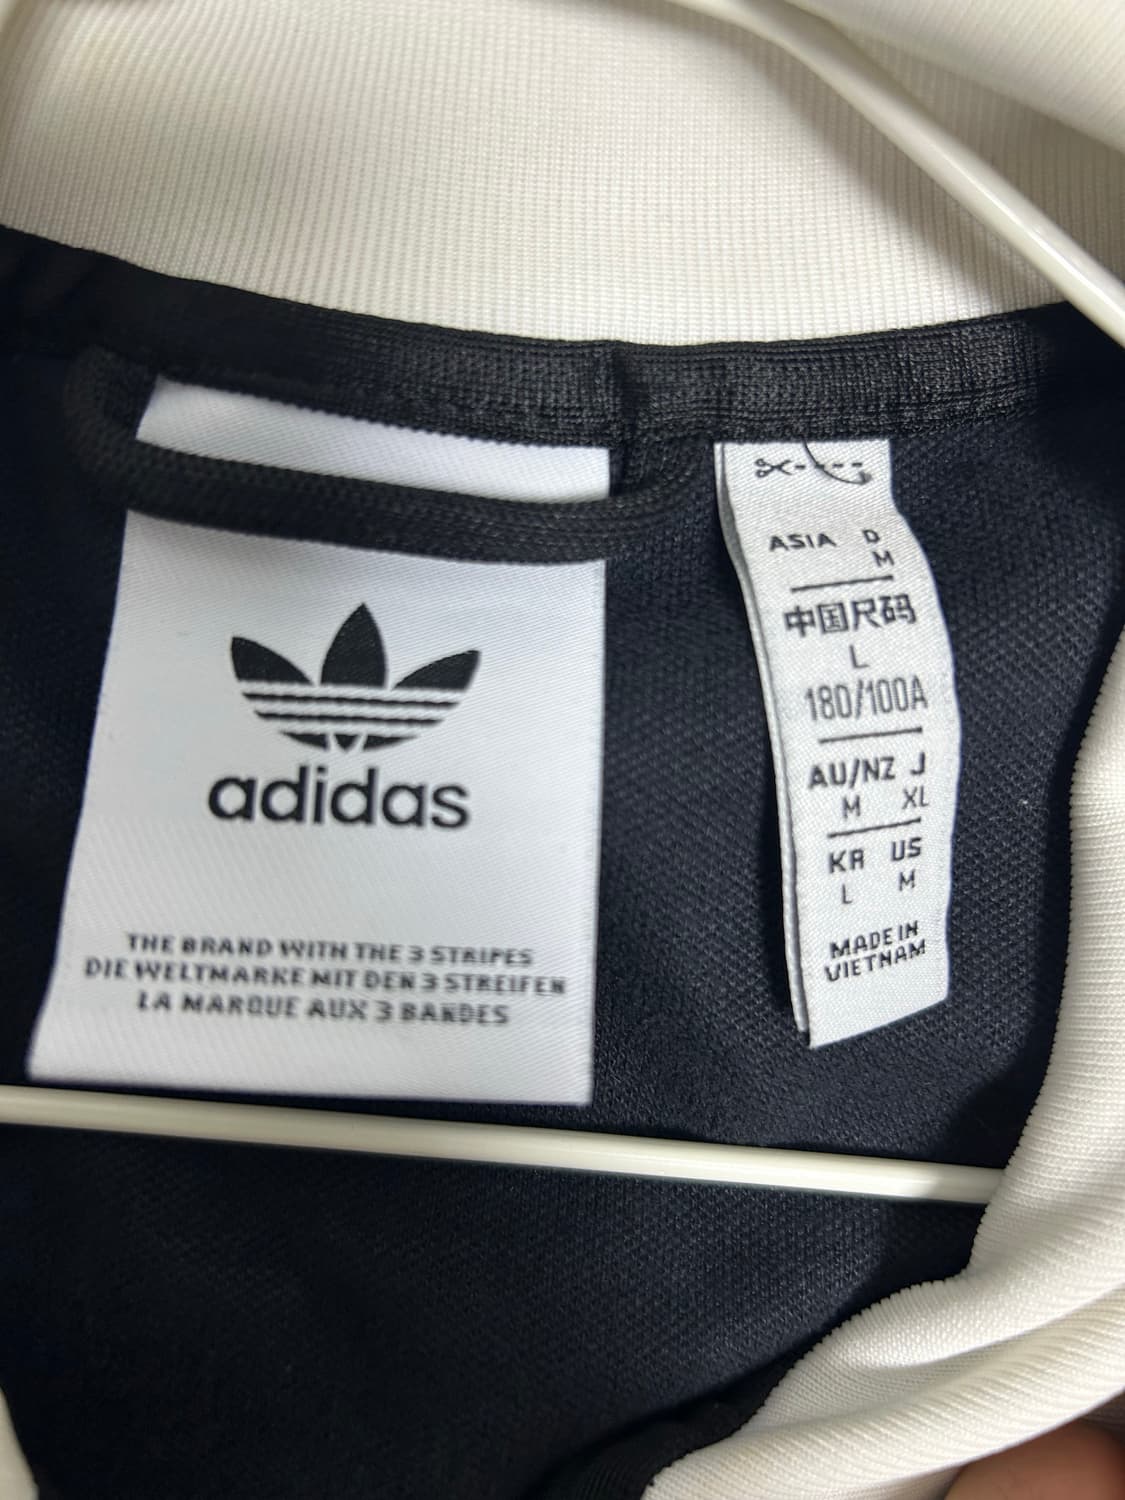 adidas
THE BRAND WITH THE 3 STRIPES
DIE WELTMARKE MIT DEN 3 STREIFEN
LA MARQUE AUX 3 BANDES
ASIA D
M
中国尺码
L
180/100A
AU/NZ J
M XL
KR US
L M
MADE IN
VIETNAM